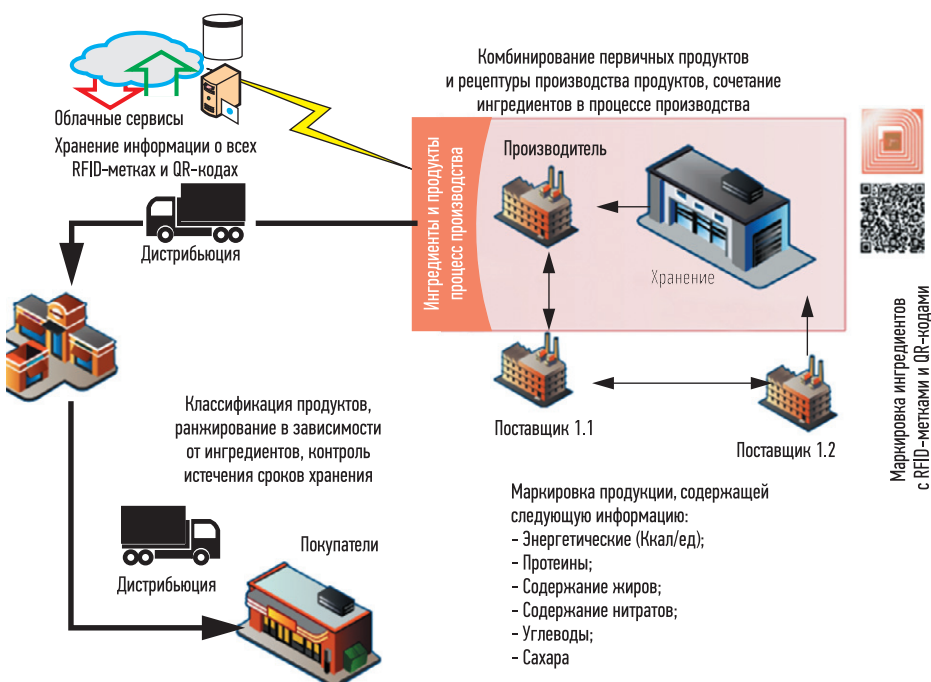 Комбинирование первичных продуктов
и рецептуры производства продуктов, сочетание
ингредиентов в процессе производства
Облачные сервисы
Хранение информации о всех
RFID-метках и QR-кодах
Дистрибьюция
Ингредиенты и продукты
процесс производства
Производитель
Хранение
Поставщик 1.1
Поставщик 1.2
Маркировка ингредиентов
с RFID-метками и QR-кодами
Классификация продуктов,
ранжирование в зависимости
от ингредиентов, контроль
истечения сроков хранения
Дистрибьюция
Покупатели
Маркировка продукции, содержащей
следующую информацию:
- Энергетические (Ккал/ед);
- Протеины;
- Содержание жиров;
- Содержание нитратов;
- Углеводы;
- Сахара